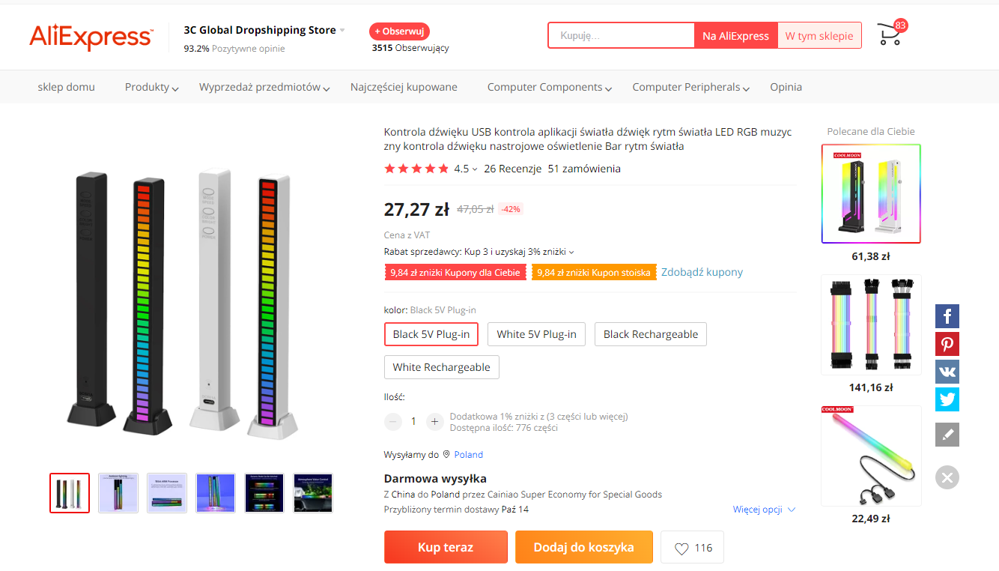 AliExpress™
3C Global Dropshipping Store
93.2% Pozytywne opinie
+ Obserwuj
3515 Obserwujący
Kupuję...
Na AliExpress
W tym sklepie
83
sklep domu
Produkty
Wyprzedaż przedmiotów
Najczęściej kupowane
Computer Components
Computer Peripherals
Opinia
Kontrola dźwięku USB kontrola aplikacji światła dźwięk rytm światła LED RGB muzyc
zny kontrola dźwięku nastrojowe oświetlenie Bar rytm światła
4.5 26 Recenzje 51 zamówienia
27,27 zł 47,05 zł -42%
Cena z VAT
Rabat sprzedawcy: Kup 3 i uzyskaj 3% zniżki
9,84 zł zniżki Kupony dla Ciebie
9,84 zł zniżki Kupon stoiska
Zdobądź kupony
kolor: Black 5V Plug-in
Black 5V Plug-in
White 5V Plug-in
Black Rechargeable
White Rechargeable
Ilość:
1
Dodatkowa 1% zniżki z (3 części lub więcej)
Dostępna ilość: 776 części
Wysyłamy do Poland
Darmowa wysyłka
Z China do Poland przez Cainiao Super Economy for Special Goods
Przybliżony termin dostawy Paź 14
Więcej opcji
Kup teraz
Dodaj do koszyka
116
Polecane dla Ciebie
COOLMOON
61,38 zł
141,16 zł
COOLMOON
22,49 zł